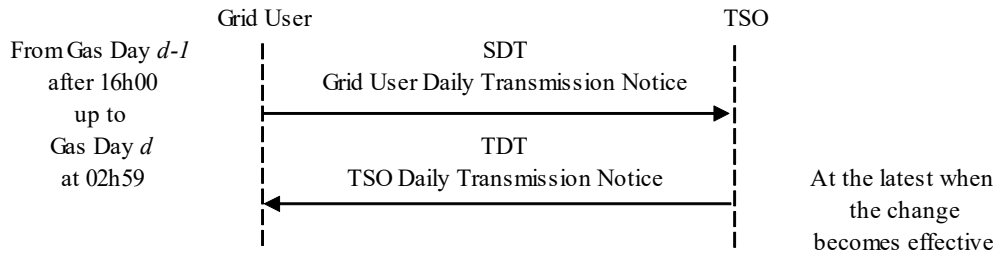 Grid User
TSO
From Gas Day d-1
after 16h00
up to
Gas Day d
at 02h59
SDT
Grid User Daily Transmission Notice
TDT
TSO Daily Transmission Notice
At the latest when
the change
becomes effective